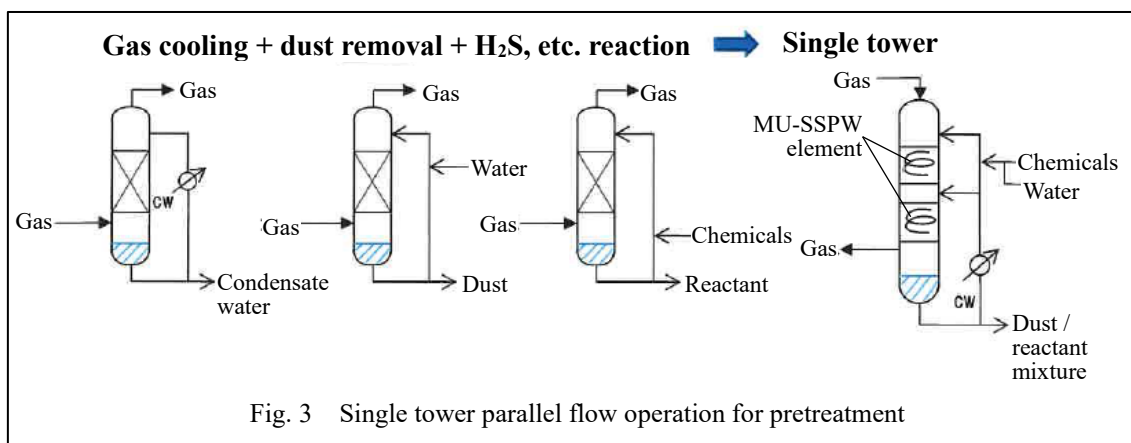 Gas cooling + dust removal + H₂S, etc. reaction
Single tower
Gas
CW
Gas
Condensate
water
Gas
Water
Gas
Dust
Gas
Gas
Chemicals
Reactant
Gas
MU-SSPW
element
Chemicals
Water
Gas
CW
Dust /
reactant
mixture
Fig. 3 Single tower parallel flow operation for pretreatment